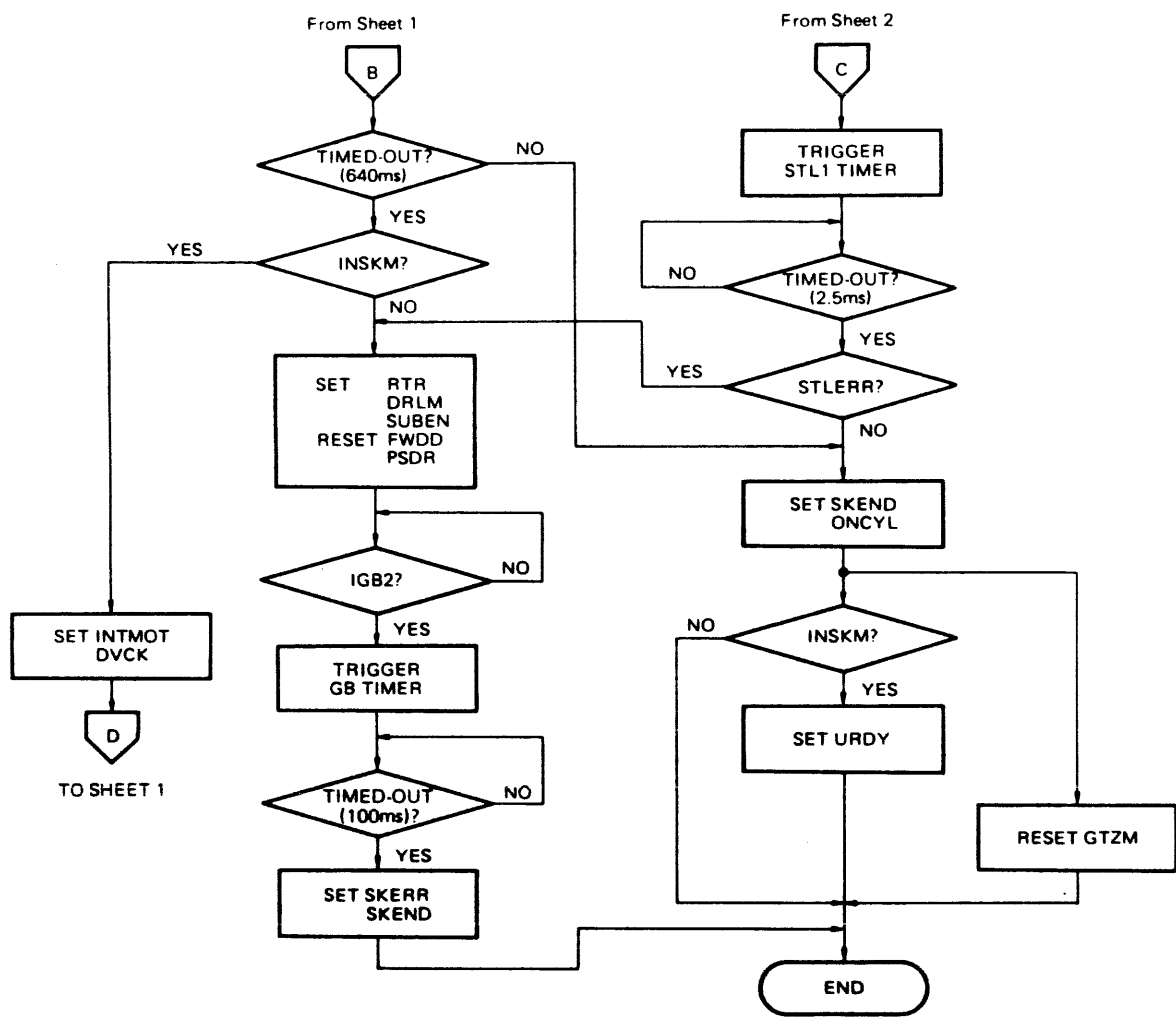 From Sheet 1
B
TIMED-OUT?
(640ms)
NO
YES
INSKM?
YES
NO
SET RTR
DRLM
SUBEN
RESET FWDD
PSDR
IGB2?
NO
YES
SET INTMOT
DVCK
D
TO SHEET 1
TRIGGER
GB TIMER
TIMED-OUT
(100ms)?
NO
YES
SET SKERR
SKEND
From Sheet 2
C
TRIGGER
STL1 TIMER
NO
TIMED-OUT?
(2.5ms)
YES
YES
STLERR?
NO
SET SKEND
ONCYL
NO
INSKM?
YES
SET URDY
RESET GTZM
END